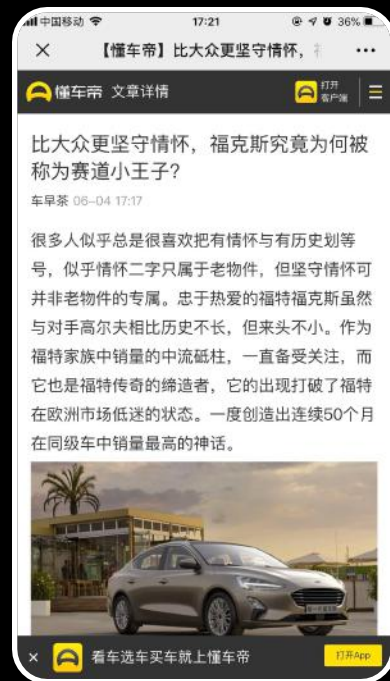 中国移动 17:21 36%
× 【懂车帝】比大众更坚守情怀， ···
懂车帝 文章详情
打开
客户端
比大众更坚守情怀，福克斯究竟为何被
称为赛道小王子？
车早茶 06-04 17:17
很多人似乎总是很喜欢把有情怀与有历史划等
号，似乎情怀二字只属于老物件，但坚守情怀可
并非老物件的专属。忠于热爱的福特福克斯虽然
与对手高尔夫相比历史不长，但来头不小。作为
福特家族中销量的中流砥柱，一直备受关注，而
它也是福特传奇的缔造者，它的出现打破了福特
在欧洲市场低迷的状态。一度创造出连续50个月
在同级车中销量最高的神话。
× 看车选车买车就上懂车帝 打开App